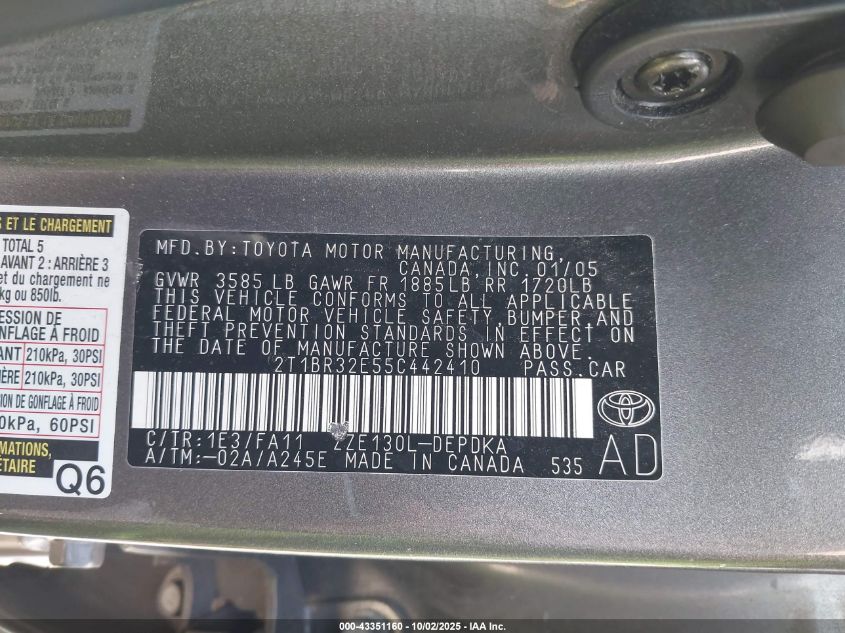 S ET LE CHARGEMENT
TOTAL 5
AVANT 2 : ARRIÈRE 3
et du chargement ne
kg ou 850lb.
ESSION DE
NFLAGE À FROID
ANT 210kPa, 30PSI
IÈRE 210kPa, 30PSI
ION DE GONFLAGE À FROID
0kPa, 60PSI
MATIONS
ÉTAIRE
Q6
MFD. BY: TOYOTA MOTOR MANUFACTURING,
CANADA, INC. 01/05
GVWR 3585 LB GAWR FR 1885LB RR 1720LB
THIS VEHICLE CONFORMS TO ALL APPLICABLE
FEDERAL MOTOR VEHICLE SAFETY, BUMPER AND
THEFT PREVENTION STANDARDS IN EFFECT ON
THE DATE OF MANUFACTURE SHOWN ABOVE.
2T1BR32E55C442410 PASS. CAR
C/TR: 1E3/FA11 ZZE130L-DEPDKA
A/TM: -02A/A245E MADE IN CANADA 535
AD
000-43351160 - 10/02/2025 - IAA Inc.